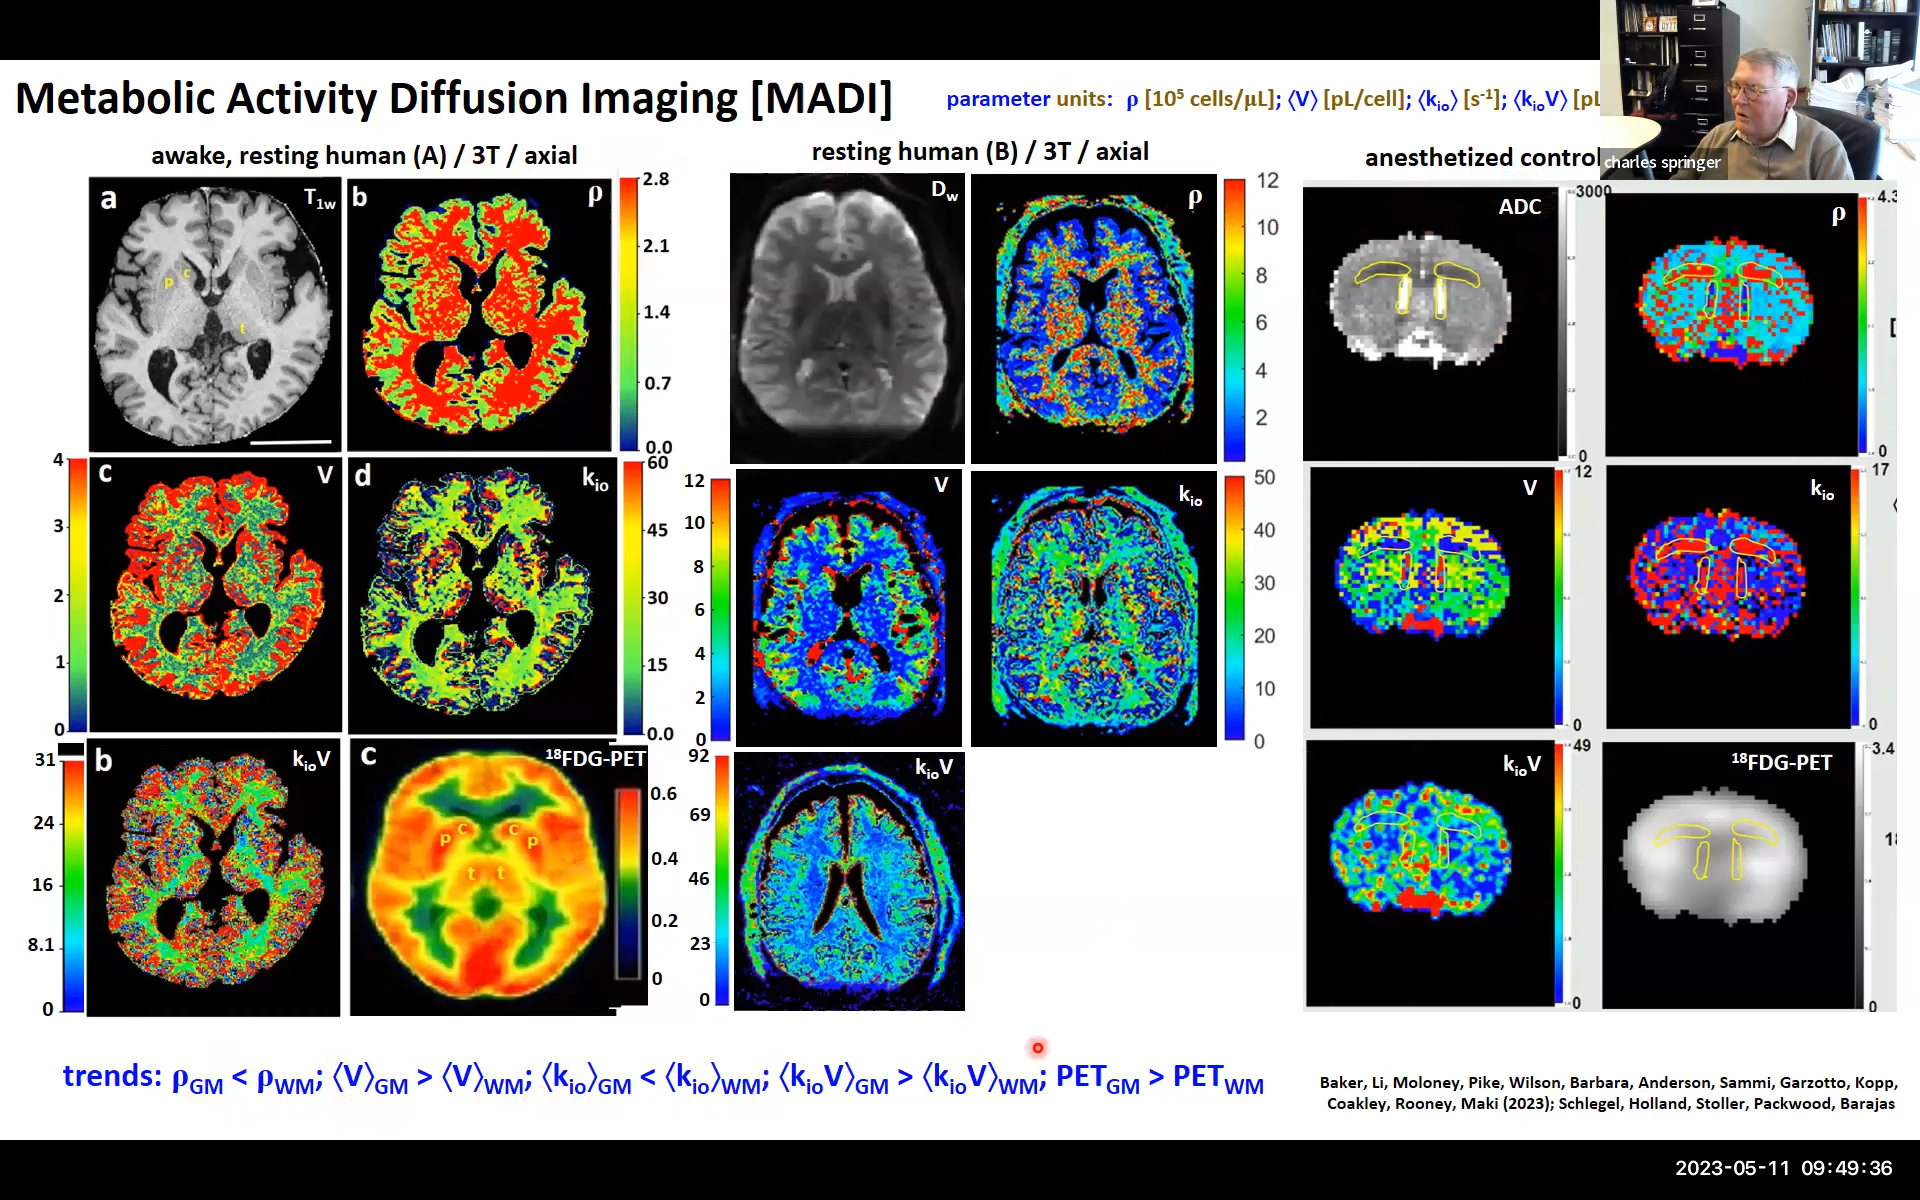 Metabolic Activity Diffusion Imaging [MADI]
parameter units: ρ [10⁵ cells/μL]; ⟨V⟩ [pL/cell]; ⟨kᵢₒ⟩ [s⁻¹]; ⟨kᵢₒV⟩ [pL
charles springer
awake, resting human (A) / 3T / axial
resting human (B) / 3T / axial
anesthetized control
a T₁w
b ρ
2.8
2.1
1.4
0.7
0.0
Dw
ρ
12
10
8
6
4
2
ADC
3000
0
ρ
4.3
0
p c
t
4
3
2
1
0
c V
d kᵢₒ
60
45
30
15
0.0
12
10
8
6
4
2
0
V
kᵢₒ
50
40
30
20
10
0
V
12
0
kᵢₒ
17
0
31
24
16
8.1
0
b kᵢₒV
c ¹⁸FDG-PET
p c c p
t t
0.6
0.4
0.2
0
92
69
46
23
0
kᵢₒV
kᵢₒV
49
0
¹⁸FDG-PET
3.4
0
18
trends: ρGM < ρWM; ⟨V⟩GM > ⟨V⟩WM; ⟨kᵢₒ⟩GM < ⟨kᵢₒ⟩WM; ⟨kᵢₒV⟩GM > ⟨kᵢₒV⟩WM; PETGM > PETWM
Baker, Li, Moloney, Pike, Wilson, Barbara, Anderson, Sammi, Garzotto, Kopp,
Coakley, Rooney, Maki (2023); Schlegel, Holland, Stoller, Packwood, Barajas
2023-05-11 09:49:36